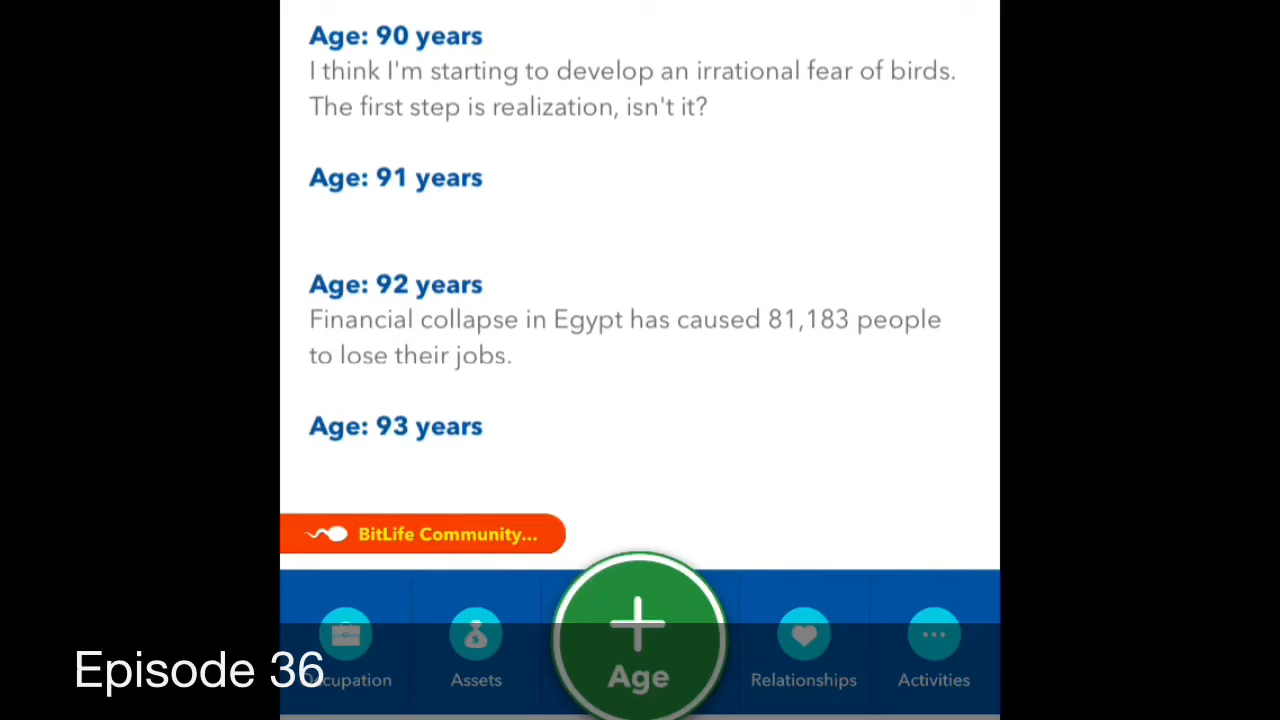 Age: 90 years
I think I'm starting to develop an irrational fear of birds.
The first step is realization, isn't it?
Age: 91 years
Age: 92 years
Financial collapse in Egypt has caused 81,183 people
to lose their jobs.
Age: 93 years
BitLife Community...
Age
Episode 36
cupation
Assets
Relationships
Activities